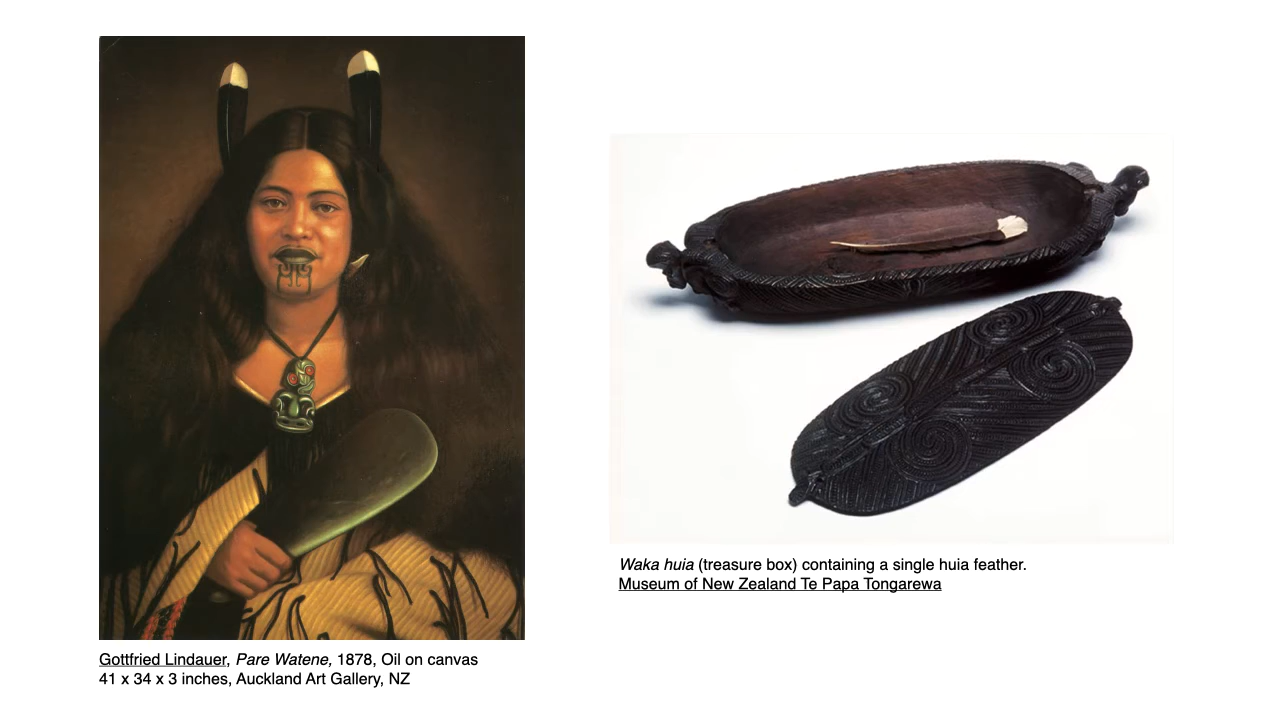 Gottfried Lindauer, Pare Watene, 1878, Oil on canvas
41 x 34 x 3 inches, Auckland Art Gallery, NZ
Waka huia (treasure box) containing a single huia feather.
Museum of New Zealand Te Papa Tongarewa